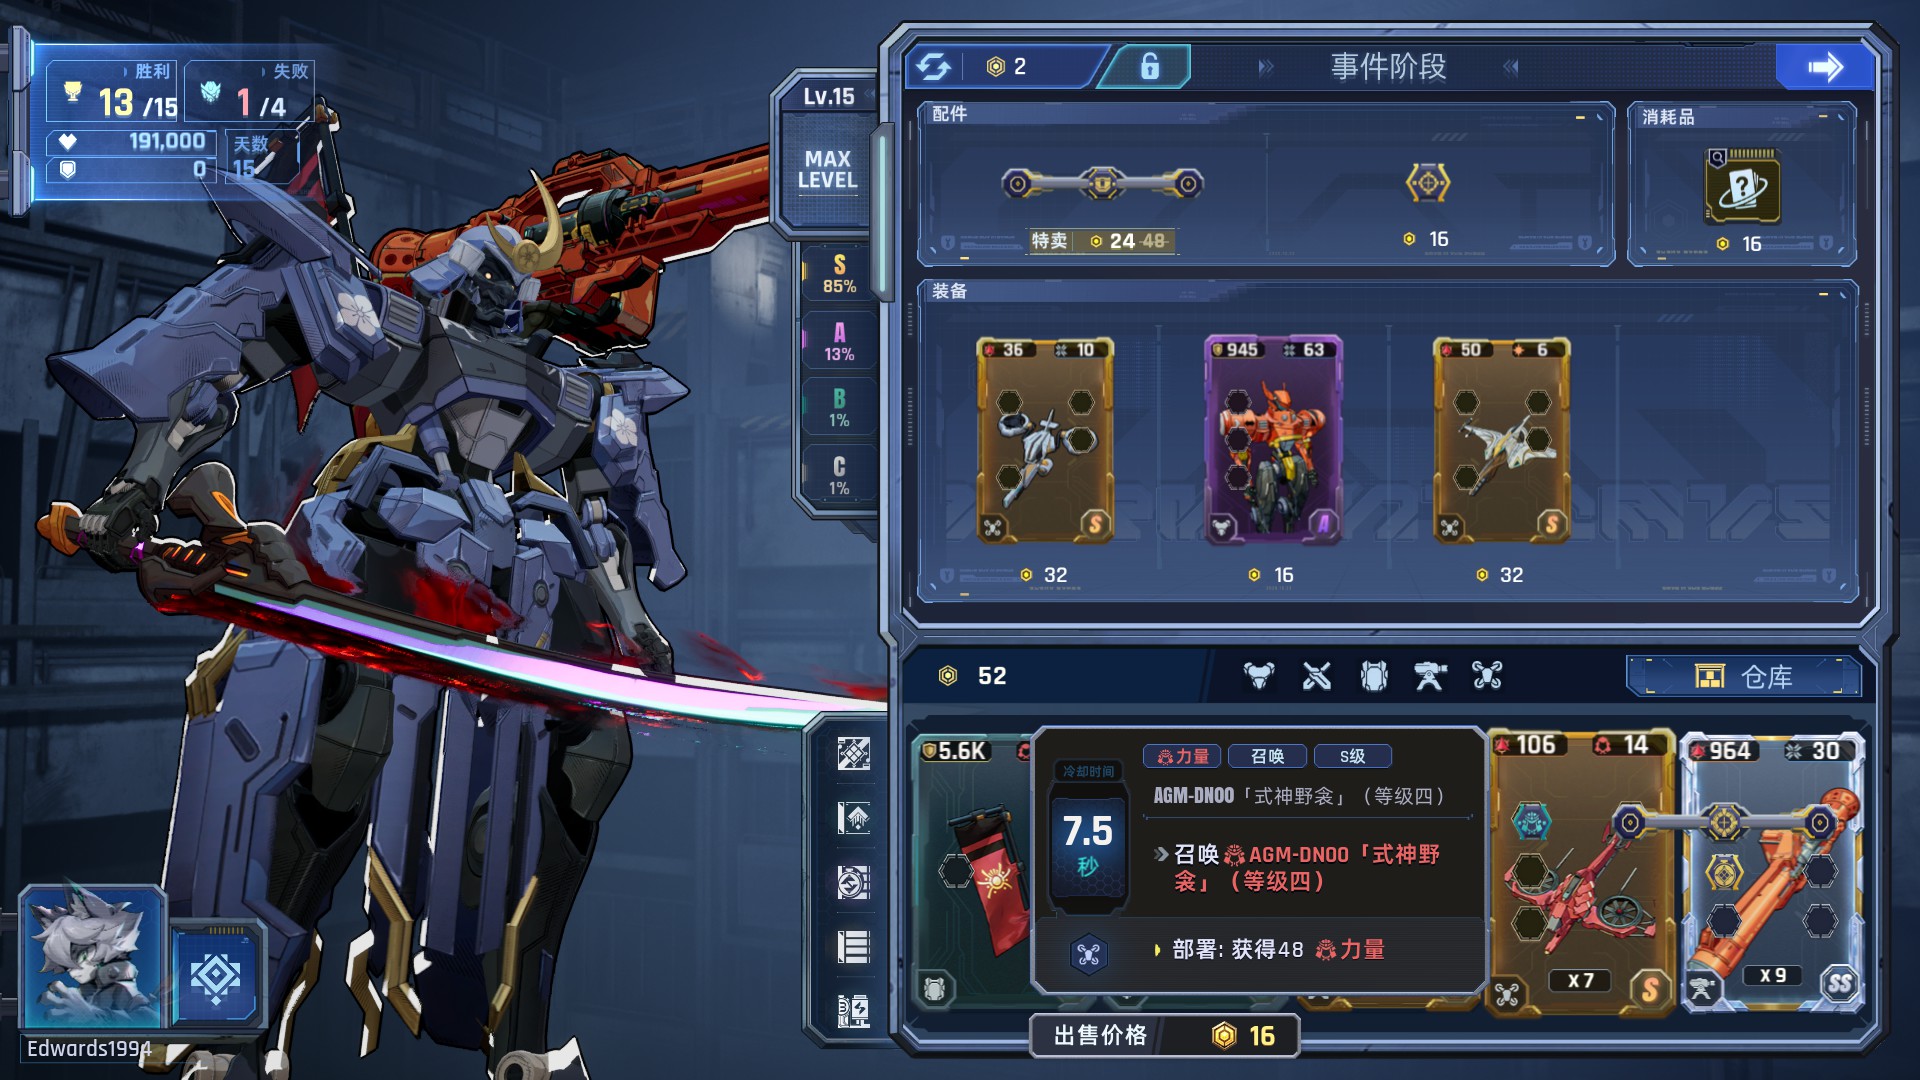 胜利
13 /15
失败
1 /4
191,000
0
天数
15
Lv.15
MAX
LEVEL
S
85%
A
13%
B
1%
C
1%
2
事件阶段
配件
特卖 24 48
16
消耗品
16
装备
36 10
S
32
945 63
A
16
50 6
S
32
52
仓库
5.6K
冷却时间
7.5
秒
力量 召唤 S级
AGM-DN00「式神野衾」（等级四）
召唤AGM-DN00「式神野
衾」（等级四）
部署: 获得48 力量
106 14
x7
S
964 30
x9
SS
出售价格 16
Edwards1994